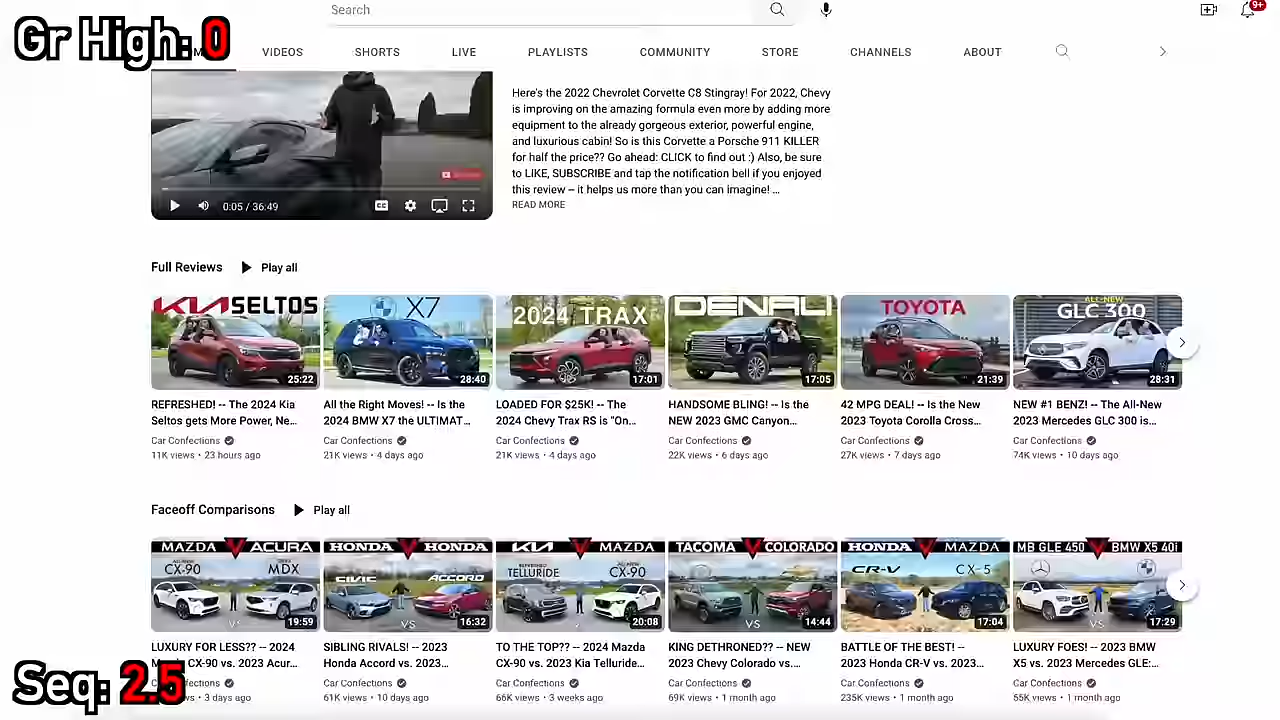 Gr High: 0
Search
9+
VIDEOS SHORTS LIVE PLAYLISTS COMMUNITY STORE CHANNELS ABOUT
Here's the 2022 Chevrolet Corvette C8 Stingray! For 2022, Chevy
is improving on the amazing formula even more by adding more
equipment to the already gorgeous exterior, powerful engine,
and luxurious cabin! So is this Corvette a Porsche 911 KILLER
for half the price?? Go ahead: CLICK to find out :) Also, be sure
to LIKE, SUBSCRIBE and tap the notification bell if you enjoyed
this review – it helps us more than you can imagine! ...
READ MORE
0:05 / 36:49
CC
Full Reviews Play all
KIA SELTOS X7 2024 TRAX DENALI TOYOTA ALL-NEW GLC 300
25:22 28:40 17:01 17:05 21:39 28:31
REFRESHED! -- The 2024 Kia All the Right Moves! -- Is the LOADED FOR $25K! -- The HANDSOME BLING! -- Is the 42 MPG DEAL! -- Is the New NEW #1 BENZ! -- The All-New
Seltos gets More Power, Ne... 2024 BMW X7 the ULTIMAT... 2024 Chevy Trax RS is "On... NEW 2023 GMC Canyon... 2023 Toyota Corolla Cross... 2023 Mercedes GLC 300 is...
Car Confections Car Confections Car Confections Car Confections Car Confections Car Confections
11K views • 23 hours ago 21K views • 4 days ago 21K views • 4 days ago 22K views • 6 days ago 27K views • 7 days ago 74K views • 10 days ago
Faceoff Comparisons Play all
MAZDA V ACURA HONDA V HONDA KIA V MAZDA TACOMA V COLORADO HONDA V MAZDA MB GLE 450 V BMW X5 40i
CX-90 MDX CIVIC ACCORD TELLURIDE CX-90 CR-V CX-5
VS VS VS VS VS VS
19:59 16:32 20:08 14:44 17:04 17:29
LUXURY FOR LESS?? -- 2024 SIBLING RIVALS! -- 2023 TO THE TOP?? -- 2024 Mazda KING DETHRONED?? -- NEW BATTLE OF THE BEST! -- LUXURY FOES! -- 2023 BMW
CX-90 vs. 2023 Acur... Honda Accord vs. 2023... CX-90 vs. 2023 Kia Telluride... 2023 Chevy Colorado vs.... 2023 Honda CR-V vs. 2023... X5 vs. 2023 Mercedes GLE:...
Car Confections Car Confections Car Confections Car Confections Car Confections
3 days ago 61K views • 10 days ago 66K views • 3 weeks ago 69K views • 1 month ago 235K views • 1 month ago 55K views • 1 month ago
Seq: 2.5